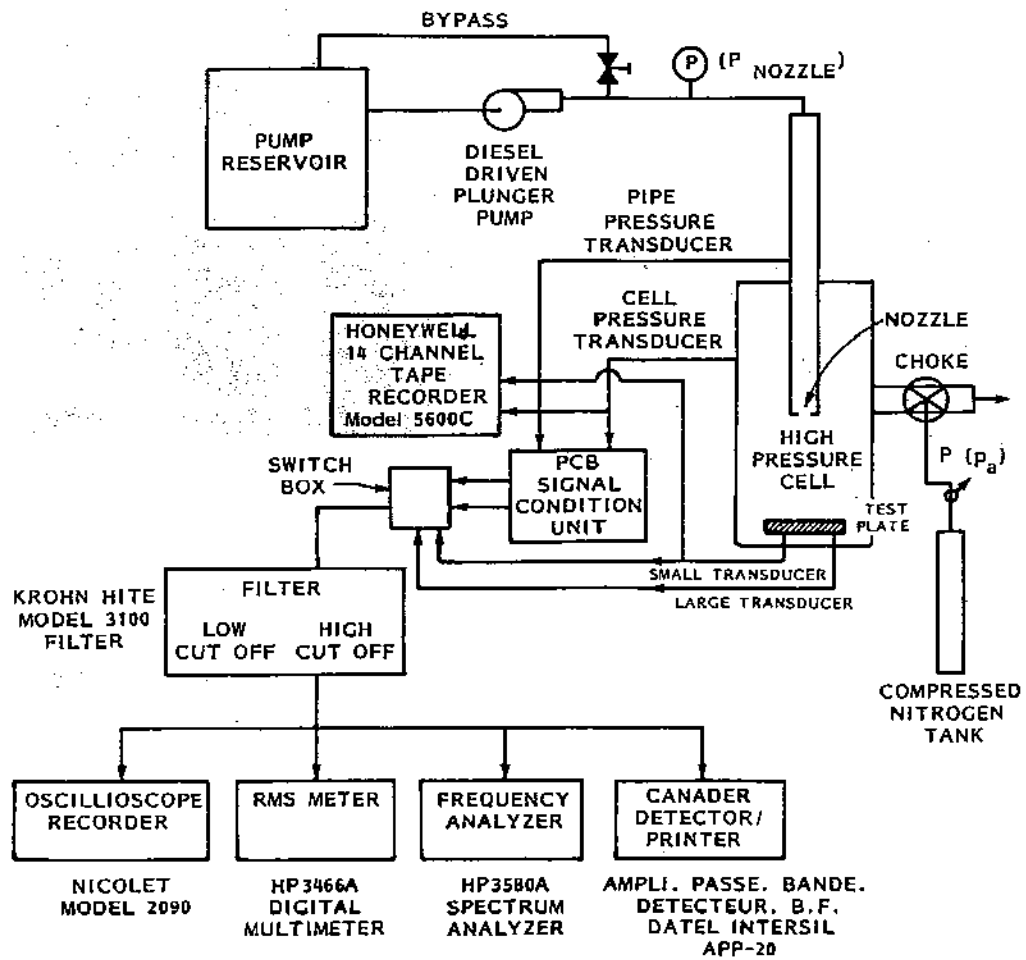 BYPASS
P
(P NOZZLE)
PUMP
RESERVOIR
DIESEL
DRIVEN
PLUNGER
PUMP
PIPE
PRESSURE
TRANSDUCER
CELL
PRESSURE
TRANSDUCER
NOZZLE
CHOKE
HONEYWELL
14 CHANNEL
TAPE
RECORDER
Model 5600C
HIGH
PRESSURE
CELL
P (pa)
SWITCH
BOX
PCB
SIGNAL
CONDITION
UNIT
TEST
PLATE
SMALL TRANSDUCER
LARGE TRANSDUCER
KROHN HITE
MODEL 3100
FILTER
FILTER
LOW
CUT OFF
HIGH
CUT OFF
COMPRESSED
NITROGEN
TANK
OSCILLIOSCOPE
RECORDER
RMS METER
FREQUENCY
ANALYZER
CANADER
DETECTOR/
PRINTER
NICOLET
MODEL 2090
HP3466A
DIGITAL
MULTIMETER
HP3580A
SPECTRUM
ANALYZER
AMPLI. PASSE. BANDE.
DETECTEUR. B.F.
DATEL INTERSIL
APP-20